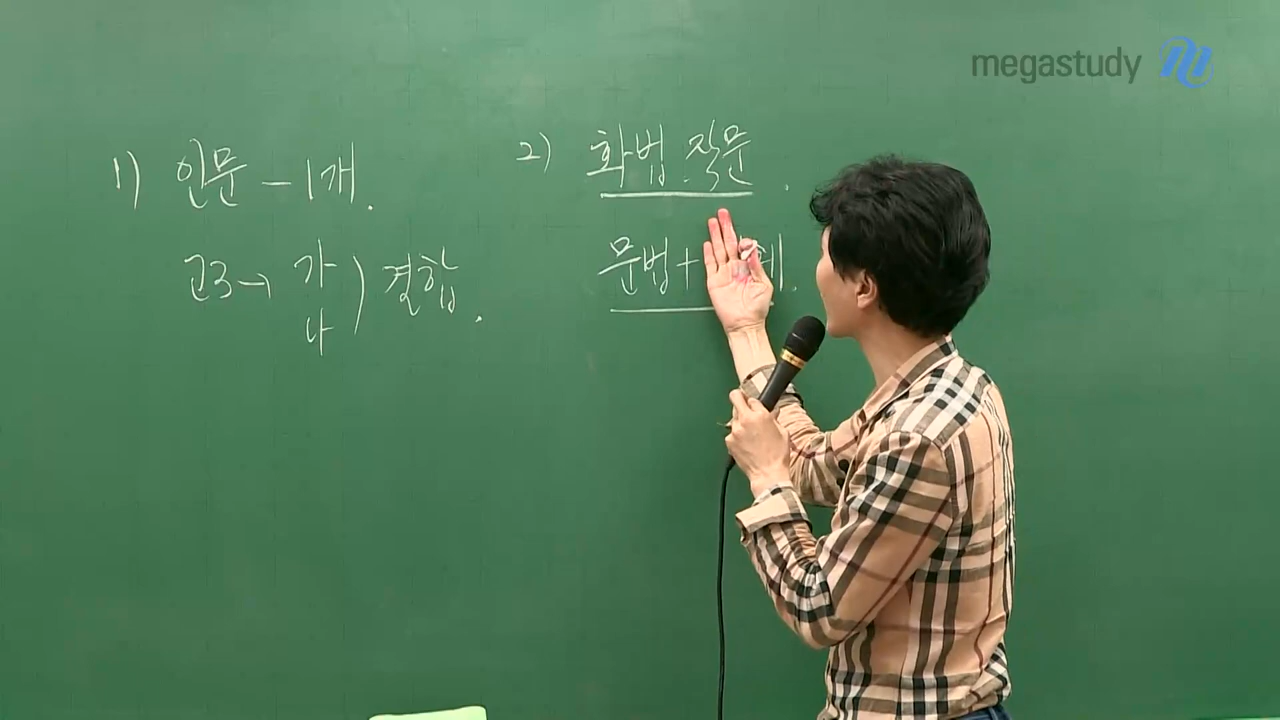 megastudy
1) 인문 - 1개.
고3→ 가
나 ) 결합.
2) 화법.작문.
문법 +